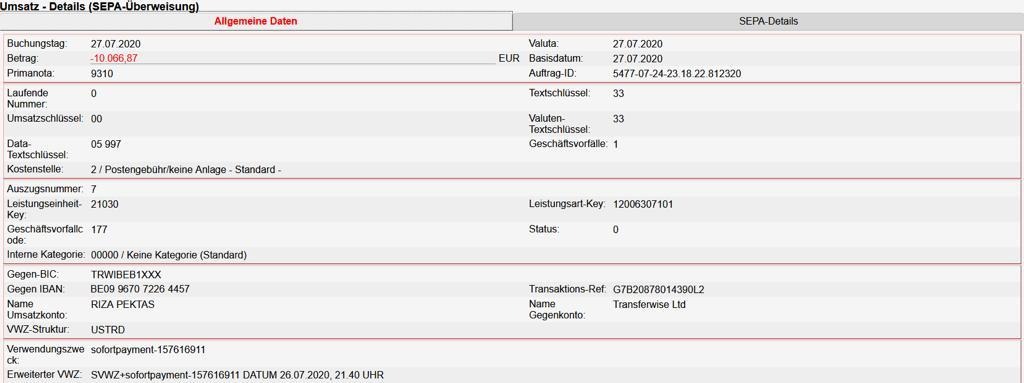 Umsatz - Details (SEPA-Überweisung)
Allgemeine Daten SEPA-Details
Buchungstag: 27.07.2020 Valuta: 27.07.2020
Betrag: -10.066,87 EUR Basisdatum: 27.07.2020
Primanota: 9310 Auftrag-ID: 5477-07-24-23.18.22.812320
Laufende 0 Textschlüssel: 33
Nummer:
Umsatzschlüssel: 00 Valuten- 33
Textschlüssel:
Data- 05 997 Geschäftsvorfälle: 1
Textschlüssel:
Kostenstelle: 2 / Postengebühr/keine Anlage - Standard -
Auszugsnummer: 7
Leistungseinheit- 21030 Leistungsart-Key: 12006307101
Key:
Geschäftsvorfallc 177 Status: 0
ode:
Interne Kategorie: 00000 / Keine Kategorie (Standard)
Gegen-BIC: TRWIBEB1XXX
Gegen IBAN: BE09 9670 7226 4457 Transaktions-Ref: G7B20878014390L2
Name RIZA PEKTAS Name Transferwise Ltd
Umsatzkonto: Gegenkonto:
VWZ-Struktur: USTRD
Verwendungszwe sofortpayment-157616911
ck:
Erweiterter VWZ: SVWZ+sofortpayment-157616911 DATUM 26.07.2020, 21.40 UHR